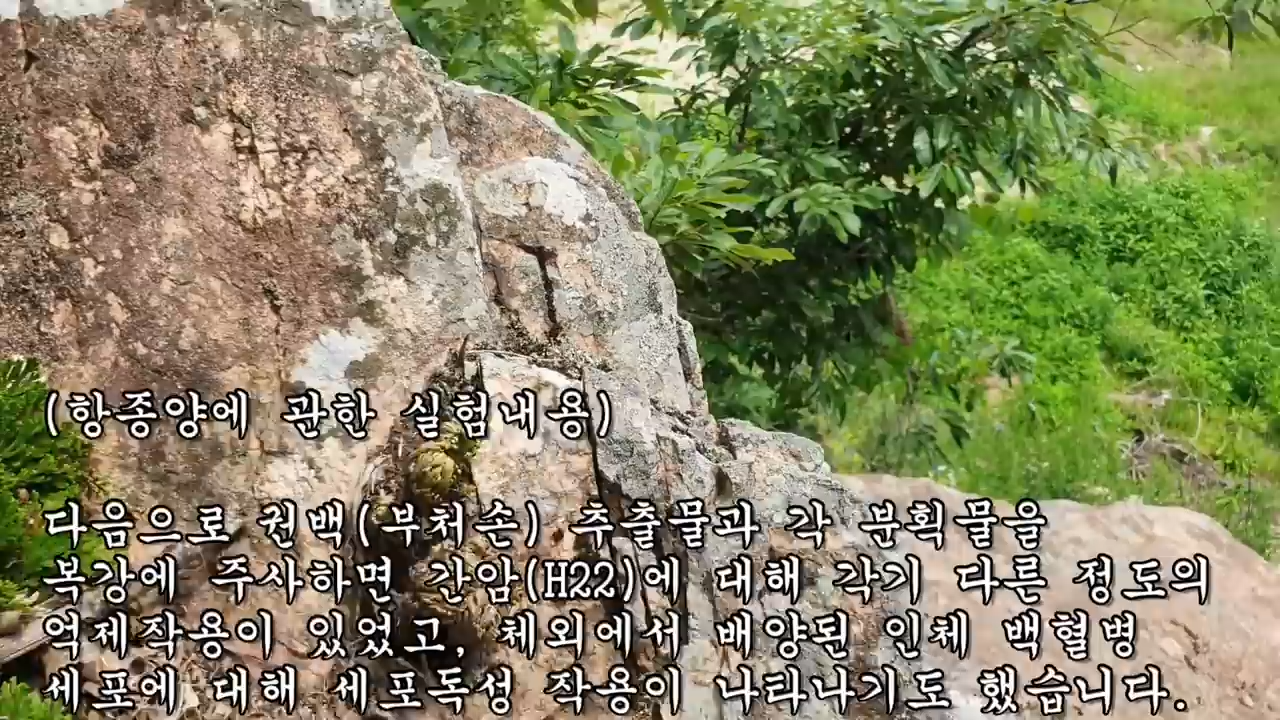 (항종양에 관한 실험내용)
다음으로 권백(부처손) 추출물과 각 분획물을
복강에 주사하면 간암(H22)에 대해 각기 다른 정도의
억제작용이 있었고, 체외에서 배양된 인체 백혈병
세포에 대해 세포독성 작용이 나타나기도 했습니다.